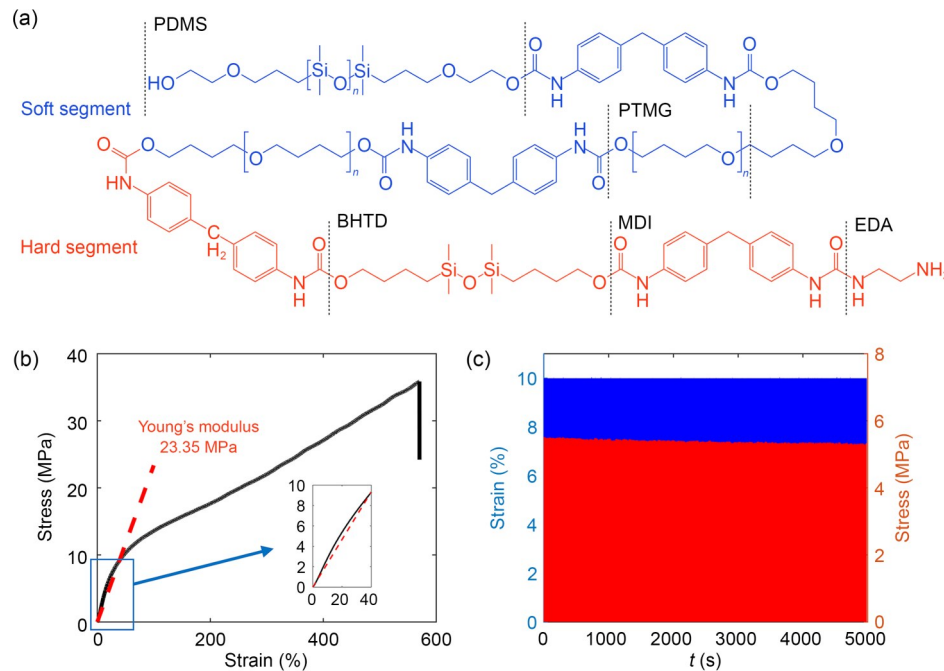 (a)
PDMS
O
O
O
Si
O
Si
n
O
O
N
H
N
H
O
HO
Soft segment
PTMG
O
O
O
n
O
O
H
N
H
N
O
O
O
n
O
O
N
H
BHTD
MDI
EDA
Hard segment
C
H2
O
N
H
O
Si
O
Si
O
O
N
H
O
N
H
N
H
NH2
(b)
40
30
20
10
0
Stress (MPa)
Young's modulus
23.35 MPa
10
8
6
4
2
0
0 20 40
0 200 400 600
Strain (%)
(c)
10
8
6
4
2
0
Strain (%)
8
6
4
2
0
Stress (MPa)
0 1000 2000 3000 4000 5000
t (s)